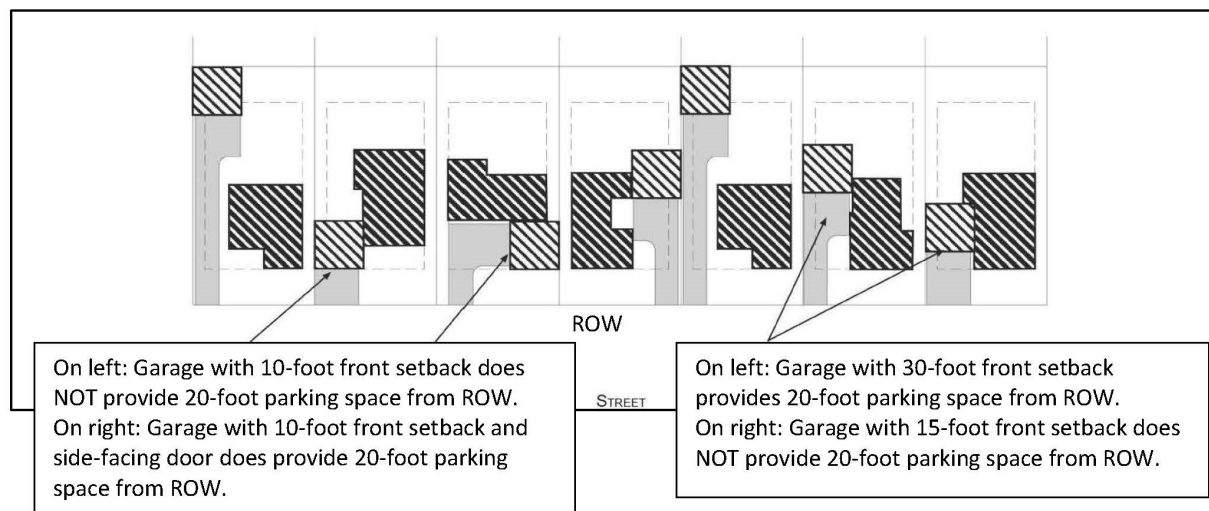 ROW
On left: Garage with 10-foot front setback does
NOT provide 20-foot parking space from ROW.
On right: Garage with 10-foot front setback and
side-facing door does provide 20-foot parking
space from ROW.
STREET
On left: Garage with 30-foot front setback
provides 20-foot parking space from ROW.
On right: Garage with 15-foot front setback does
NOT provide 20-foot parking space from ROW.